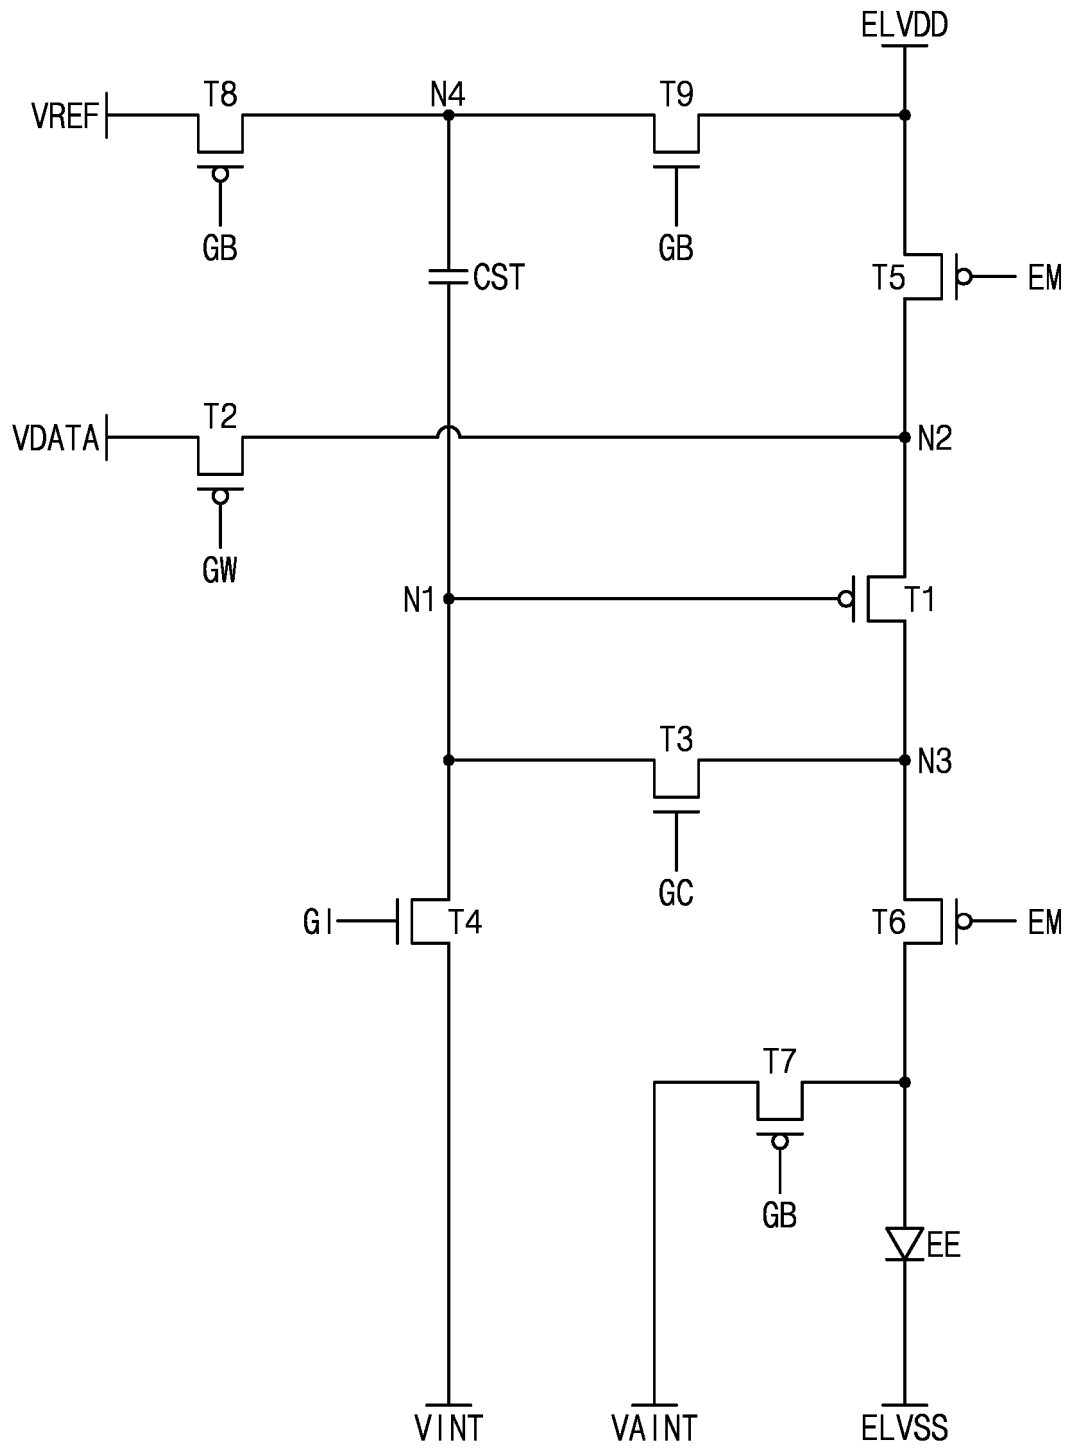 ELVDD
T8
N4
T9
VREF
GB
GB
CST
T5
EM
T2
VDATA
N2
GW
N1
T1
T3
N3
GC
GI
T4
T6
EM
T7
GB
EE
VINT
VAINT
ELVSS